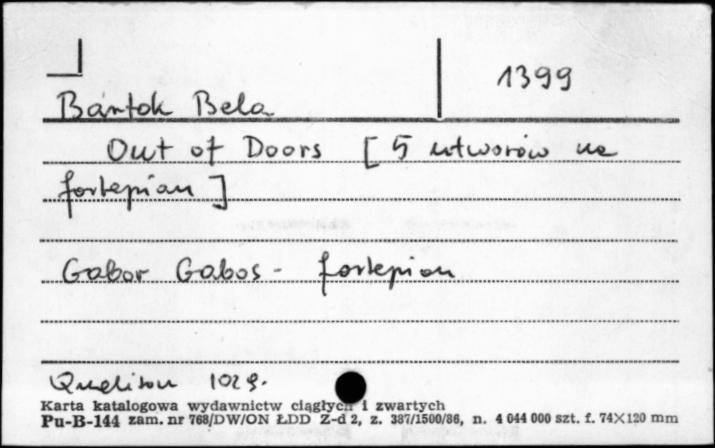 1399
Bártok Bela
Out of Doors [ 5 utworów na
fortepian ]
Gabor Gabos - fortepian
Qualiton 1029.
Karta katalogowa wydawnictw ciągłych i zwartych
Pu-B-144 zam. nr 768/DW/ON ŁDD Z-d 2, z. 387/1500/86, n. 4 044 000 szt. f. 74×120 mm